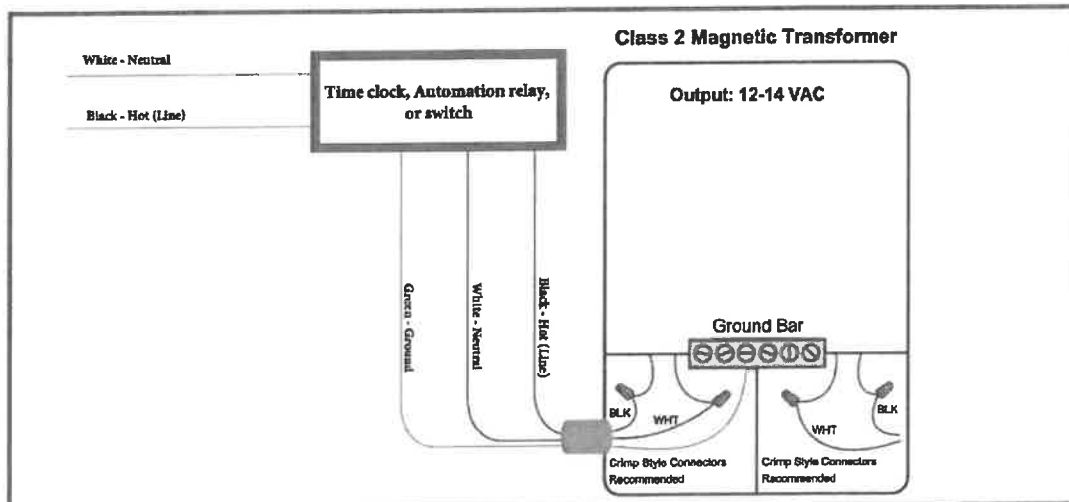 Class 2 Magnetic Transformer
White - Neutral
Time clock, Automation relay,
or switch
Output: 12-14 VAC
Black - Hot (Line)
Green - Ground
White - Neutral
Black - Hot (Line)
Ground Bar
BLK
WHT
WHT
BLK
Crimp Style Connectors
Recommended
Crimp Style Connectors
Recommended